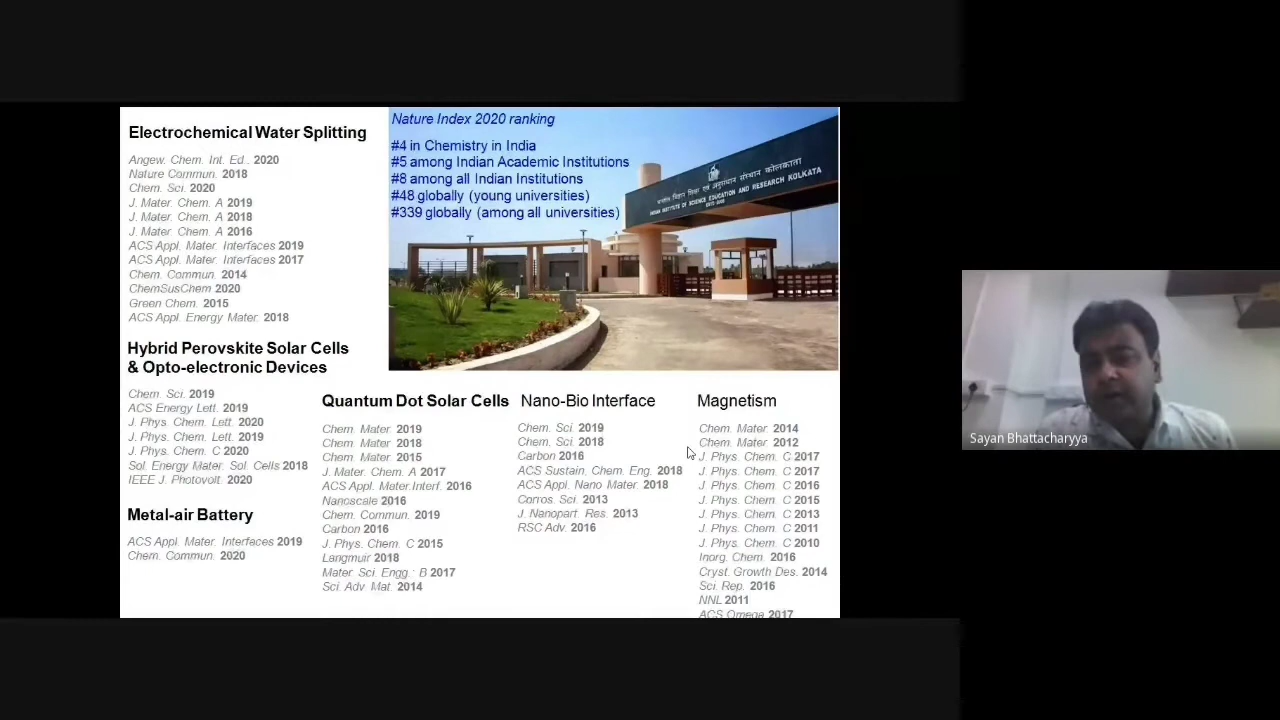 Electrochemical Water Splitting
Angew. Chem. Int. Ed.. 2020
Nature Commun. 2018
Chem. Sci. 2020
J. Mater. Chem. A 2019
J. Mater. Chem. A 2018
J. Mater. Chem. A 2016
ACS Appl. Mater. Interfaces 2019
ACS Appl. Mater. Interfaces 2017
Chem. Commun. 2014
ChemSusChem 2020
Green Chem. 2015
ACS Appl. Energy Mater. 2018
Nature Index 2020 ranking
#4 in Chemistry in India
#5 among Indian Academic Institutions
#8 among all Indian Institutions
#48 globally (young universities)
#339 globally (among all universities)
भारतीय विज्ञान शिक्षा एवं अनुसंधान संस्थान कोलकाता
INDIAN INSTITUTE OF SCIENCE EDUCATION AND RESEARCH KOLKATA
Hybrid Perovskite Solar Cells
& Opto-electronic Devices
Chem. Sci. 2019
ACS Energy Lett. 2019
J. Phys. Chem. Lett. 2020
J. Phys. Chem. Lett. 2019
J. Phys. Chem. C 2020
Sol. Energy Mater. Sol. Cells 2018
IEEE J. Photovolt. 2020
Metal-air Battery
ACS Appl. Mater. Interfaces 2019
Chem. Commun. 2020
Quantum Dot Solar Cells
Chem. Mater. 2019
Chem. Mater. 2018
Chem. Mater. 2015
J. Mater. Chem. A 2017
ACS Appl. Mater.Interf. 2016
Nanoscale 2016
Chem. Commun. 2019
Carbon 2016
J. Phys. Chem. C 2015
Langmuir 2018
Mater. Sci. Engg.: B 2017
Sci. Adv. Mat. 2014
Nano-Bio Interface
Chem. Sci. 2019
Chem. Sci. 2018
Carbon 2016
ACS Sustain. Chem. Eng. 2018
ACS Appl. Nano Mater. 2018
Corros. Sci. 2013
J. Nanopart. Res. 2013
RSC Adv. 2016
Magnetism
Chem. Mater. 2014
Chem. Mater. 2012
J. Phys. Chem. C 2017
J. Phys. Chem. C 2017
J. Phys. Chem. C 2016
J. Phys. Chem. C 2015
J. Phys. Chem. C 2013
J. Phys. Chem. C 2011
J. Phys. Chem. C 2010
Inorg. Chem. 2016
Cryst. Growth Des. 2014
Sci. Rep. 2016
NNL 2011
ACS Omega 2017
Sayan Bhattacharyya